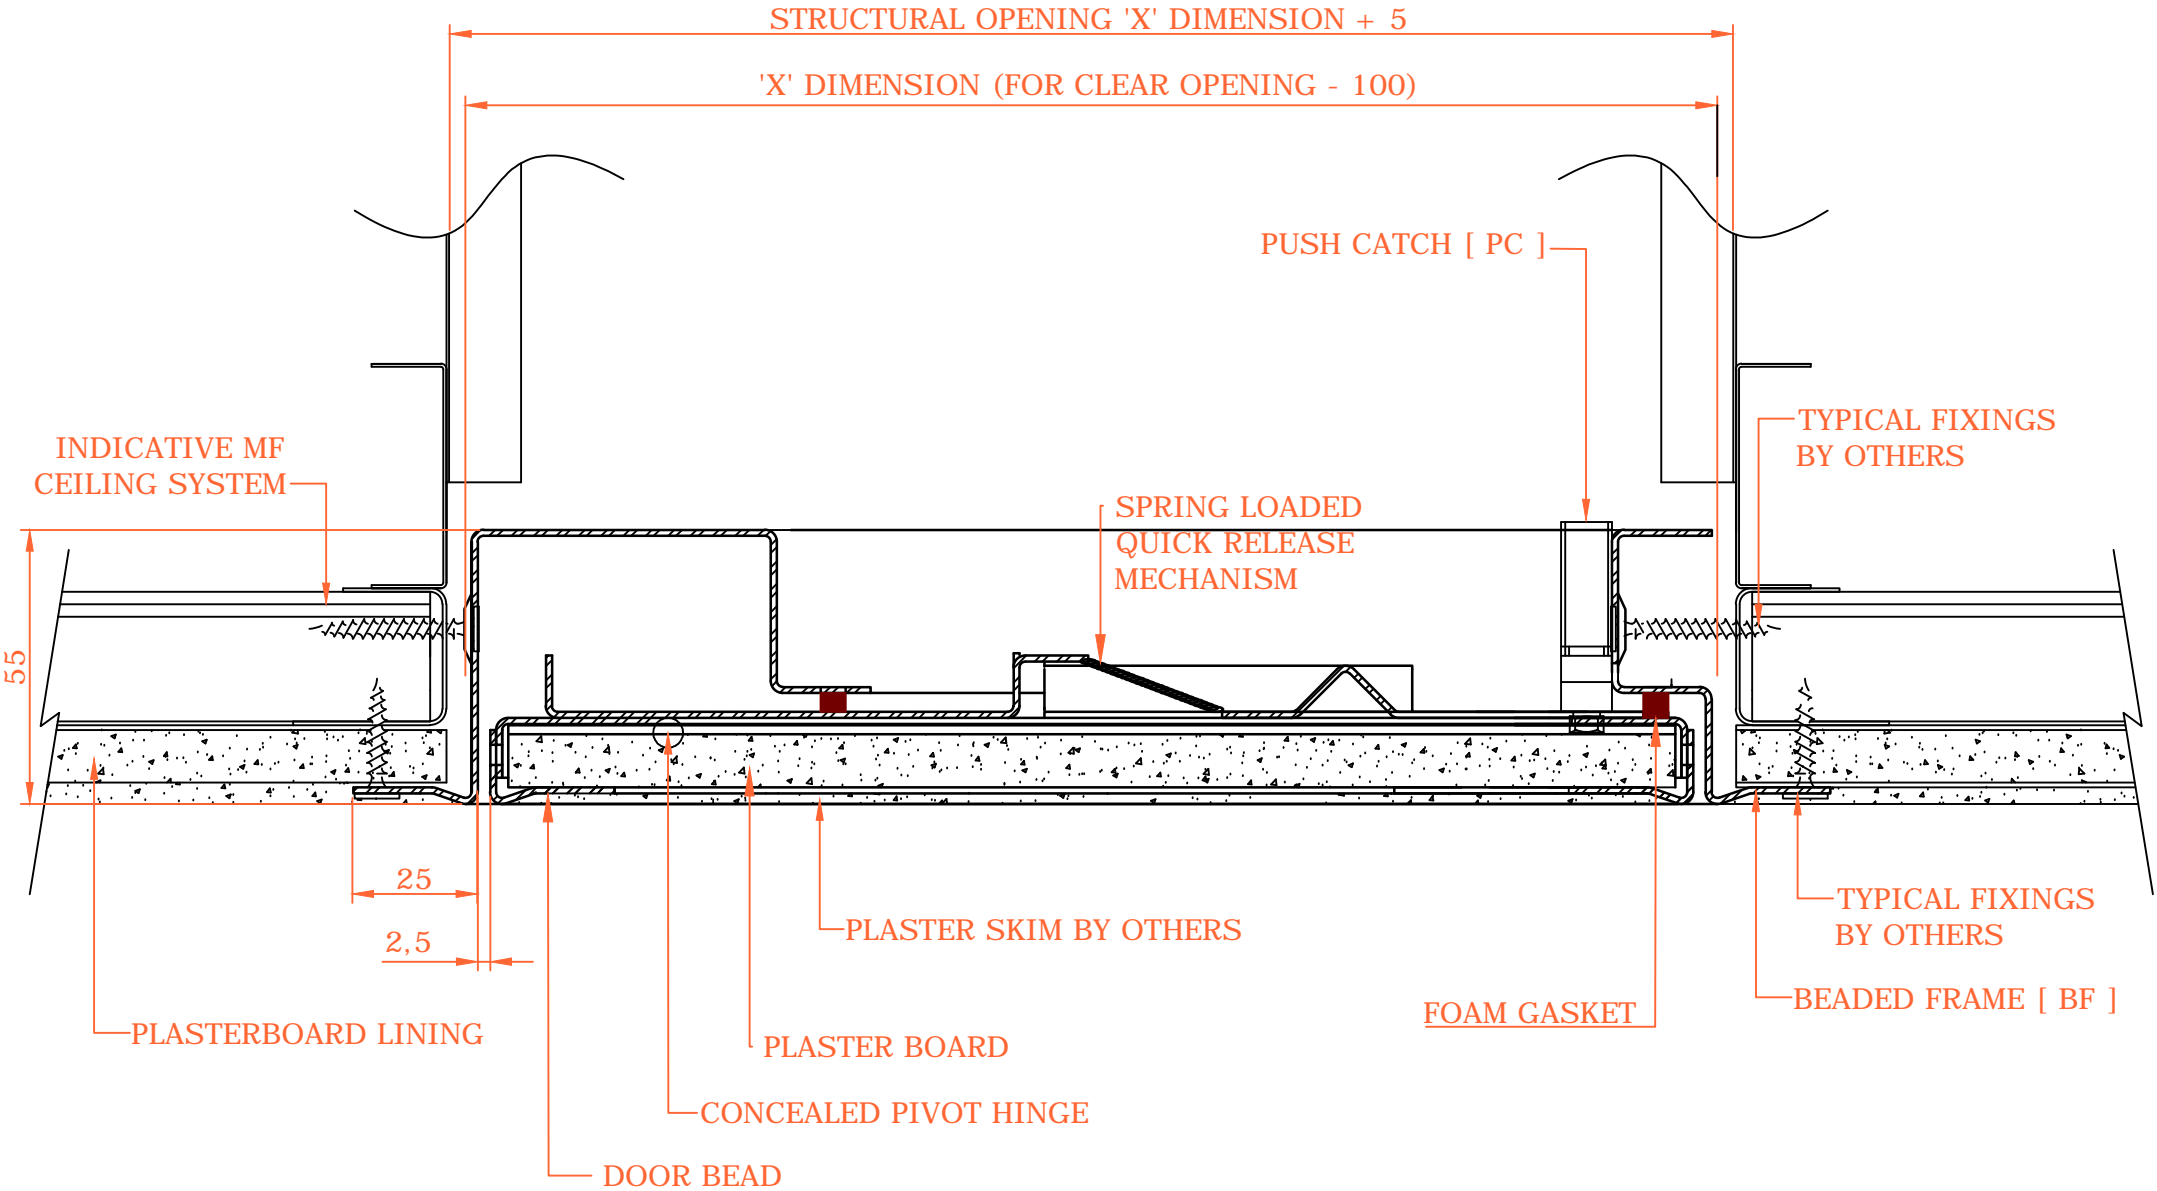 STRUCTURAL OPENING 'X' DIMENSION + 5
'X' DIMENSION (FOR CLEAR OPENING - 100)
PUSH CATCH [ PC ]
TYPICAL FIXINGS
BY OTHERS
INDICATIVE MF
CEILING SYSTEM
SPRING LOADED
QUICK RELEASE
MECHANISM
55
25
2,5
PLASTER SKIM BY OTHERS
TYPICAL FIXINGS
BY OTHERS
BEADED FRAME [ BF ]
FOAM GASKET
PLASTERBOARD LINING
PLASTER BOARD
CONCEALED PIVOT HINGE
DOOR BEAD